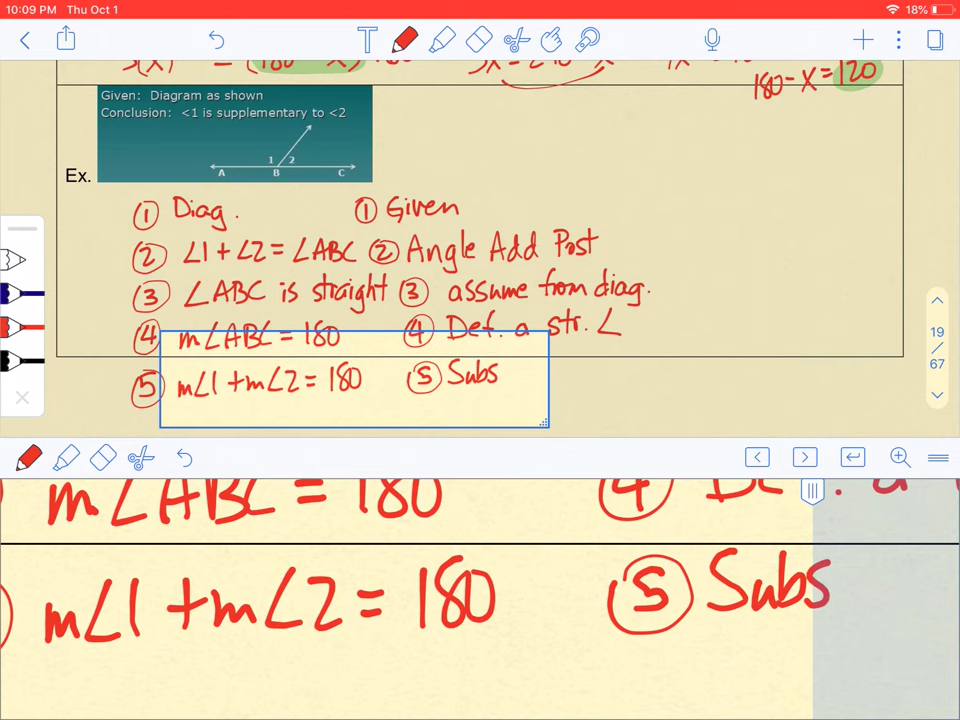 10:09 PM Thu Oct 1
18%
180 - x = 120
Given: Diagram as shown
Conclusion: <1 is supplementary to <2
1 2
A B C
Ex.
① Diag. ① Given
② ∠1 + ∠2 = ∠ABC ② Angle Add Post
③ ∠ABC is straight ③ assume from diag.
④ m∠ABC = 180 ④ Def. a str. ∠
⑤ m∠1 + m∠2 = 180 ⑤ Subs
19
/
67
m∠ABC = 180 ④
m∠1 + m∠2 = 180 ⑤ Subs